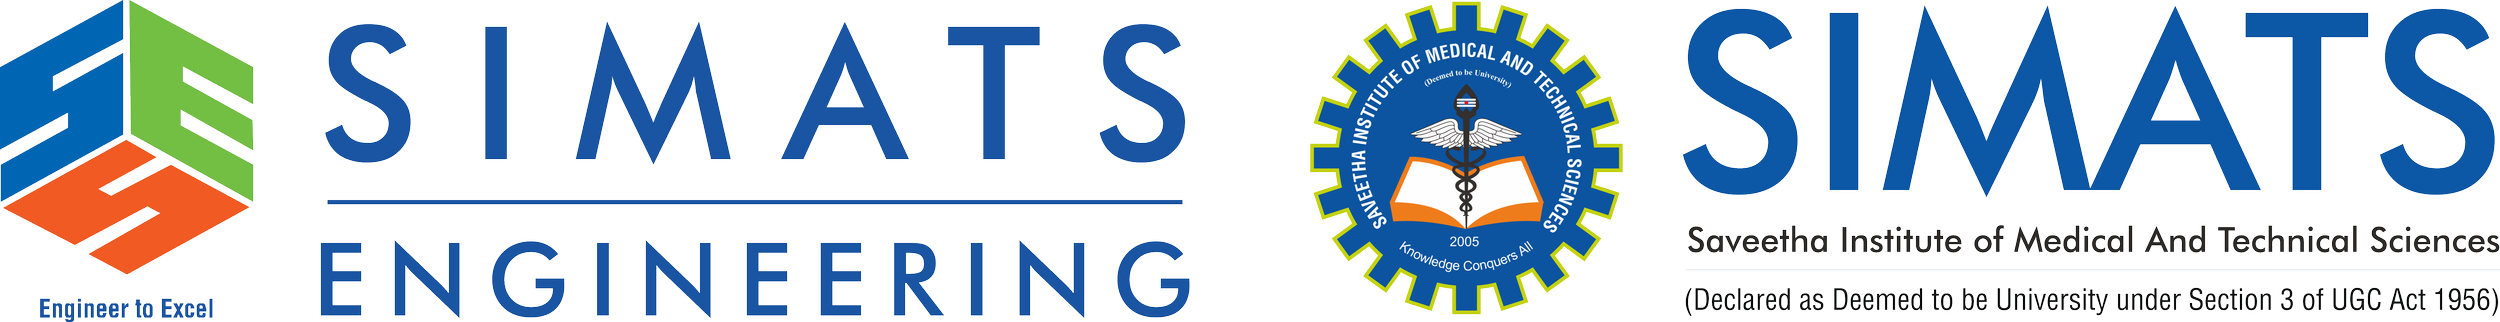 SES
Engineer to Excel
SIMATS
ENGINEERING
SAVEETHA INSTITUTE OF MEDICAL AND TECHNICAL SCIENCES
(Deemed to be University)
2005
Knowledge Conquers All
SIMATS
Saveetha Institute of Medical And Technical Sciences
(Declared as Deemed to be University under Section 3 of UGC Act 1956)